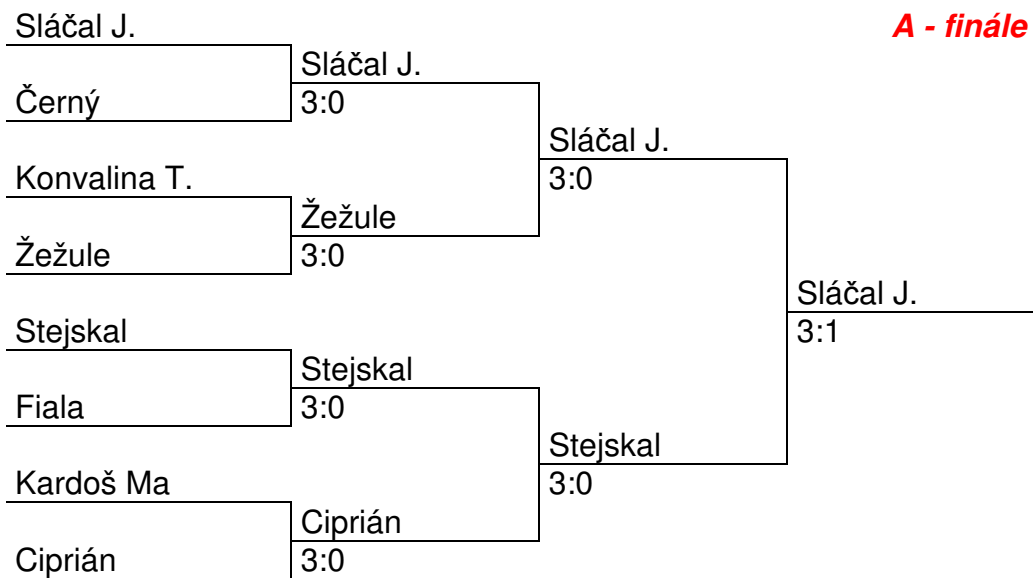 Sláčal J.
A - finále
Sláčal J.
Černý
3:0
Sláčal J.
Konvalina T.
3:0
Žežule
Žežule
3:0
Sláčal J.
Stejskal
3:1
Stejskal
Fiala
3:0
Stejskal
Kardoš Ma
3:0
Ciprián
Ciprián
3:0